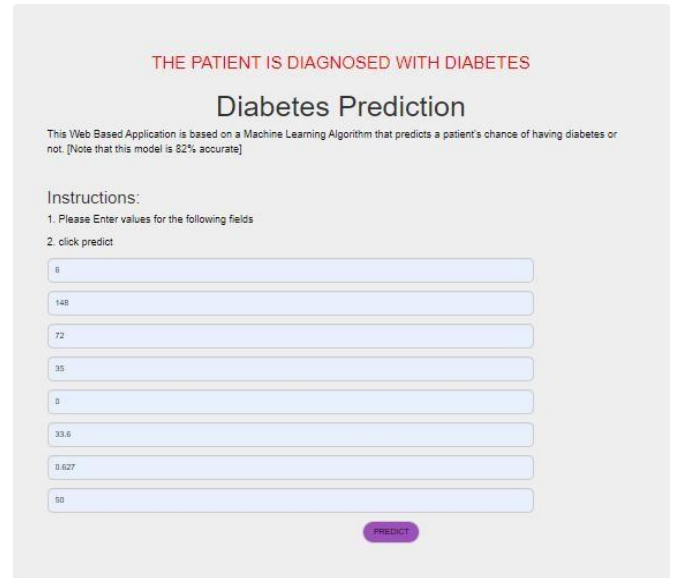 THE PATIENT IS DIAGNOSED WITH DIABETES
Diabetes Prediction
This Web Based Application is based on a Machine Learning Algorithm that predicts a patient's chance of having diabetes or
not. [Note that this model is 82% accurate]
Instructions:
1. Please Enter values for the following fields
2. click predict
6
148
72
35
0
33.6
0.627
50
PREDICT